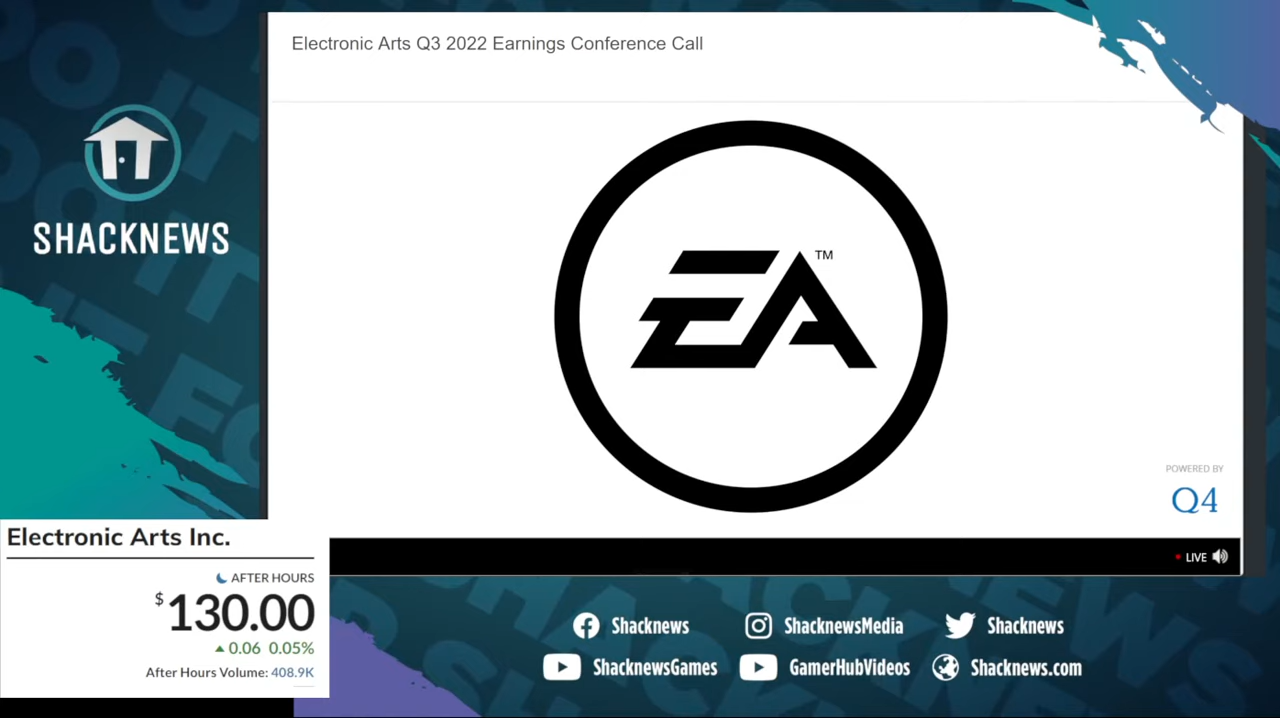 Electronic Arts Q3 2022 Earnings Conference Call
SHACKNEWS
EA
TM
POWERED BY
Q4
LIVE
Electronic Arts Inc.
AFTER HOURS
$130.00
0.06 0.05%
After Hours Volume: 408.9K
Shacknews
ShacknewsMedia
Shacknews
ShacknewsGames
GamerHubVideos
Shacknews.com